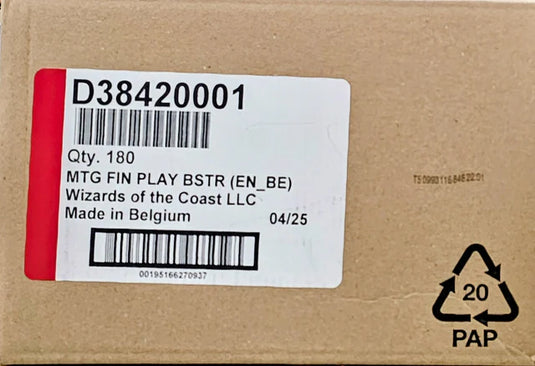 D38420001
Qty. 180
MTG FIN PLAY BSTR (EN_BE)
Wizards of the Coast LLC
Made in Belgium 04/25
00195166270937
20
PAP